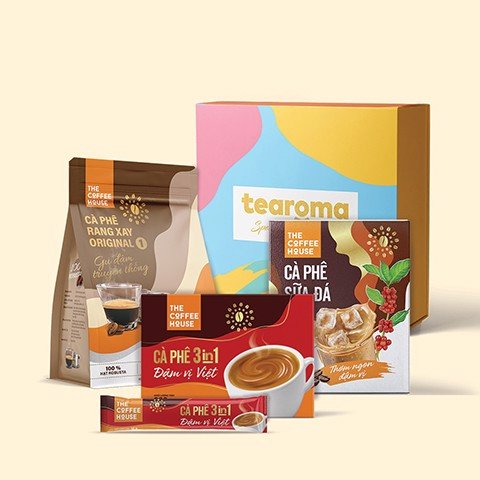 tearoma
THE
COFFEE
HOUSE
CÀ PHÊ
RANG XAY
ORIGINAL 1
Gu đậm
truyền thống
100 %
HẠT ROBUSTA
THE
COFFEE
HOUSE
CÀ PHÊ
SỮA ĐÁ
Thơm ngon
đậm vị
THE
COFFEE
HOUSE
CÀ PHÊ 3in1
Đậm vị Việt
THE
COFFEE
HOUSE
CÀ PHÊ 3in1
Đậm vị Việt